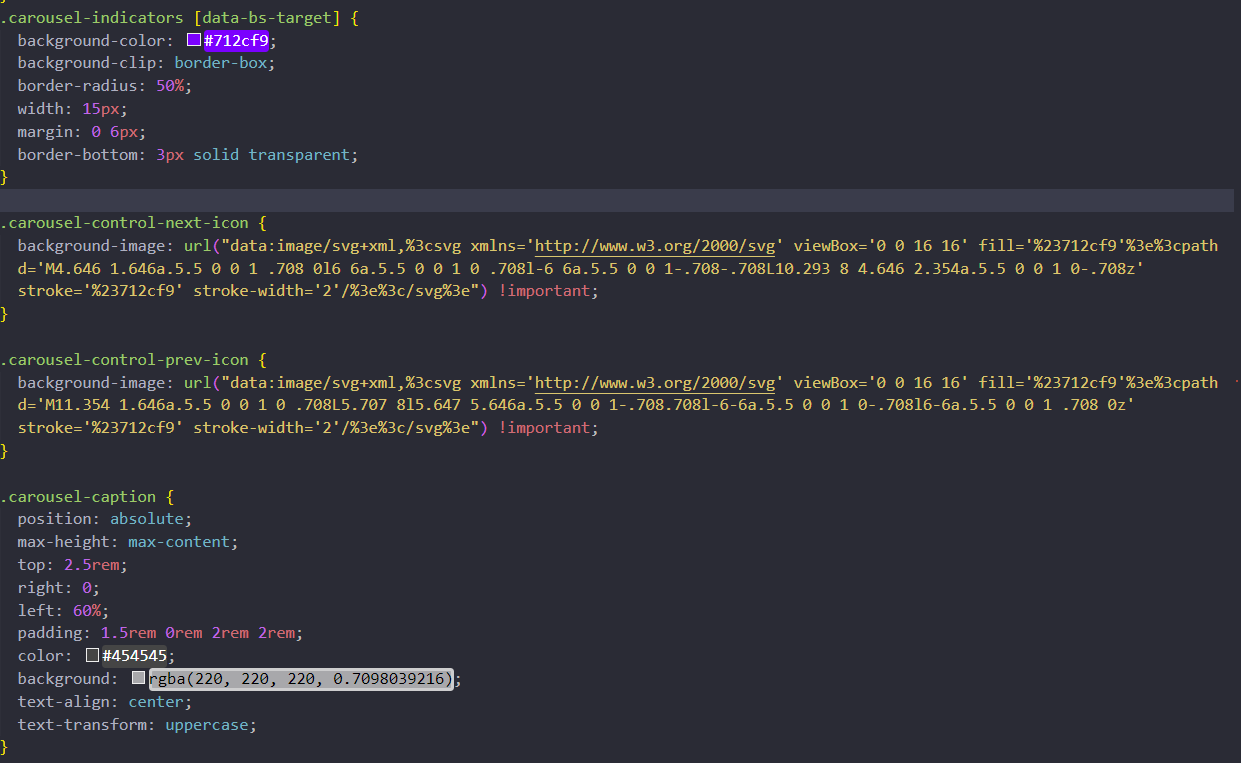 }
.carousel-indicators [data-bs-target] {
  background-color: #712cf9;
  background-clip: border-box;
  border-radius: 50%;
  width: 15px;
  margin: 0 6px;
  border-bottom: 3px solid transparent;
}

.carousel-control-next-icon {
  background-image: url("data:image/svg+xml,%3csvg xmlns='http://www.w3.org/2000/svg' viewBox='0 0 16 16' fill='%23712cf9'%3e%3cpath
  d='M4.646 1.646a.5.5 0 0 1 .708 0l6 6a.5.5 0 0 1 0 .708l-6 6a.5.5 0 0 1-.708-.708L10.293 8 4.646 2.354a.5.5 0 0 1 0-.708z'
  stroke='%23712cf9' stroke-width='2'/%3e%3c/svg%3e") !important;
}

.carousel-control-prev-icon {
  background-image: url("data:image/svg+xml,%3csvg xmlns='http://www.w3.org/2000/svg' viewBox='0 0 16 16' fill='%23712cf9'%3e%3cpath
  d='M11.354 1.646a.5.5 0 0 1 0 .708L5.707 8l5.647 5.646a.5.5 0 0 1-.708.708l-6-6a.5.5 0 0 1 0-.708l6-6a.5.5 0 0 1 .708 0z'
  stroke='%23712cf9' stroke-width='2'/%3e%3c/svg%3e") !important;
}

.carousel-caption {
  position: absolute;
  max-height: max-content;
  top: 2.5rem;
  right: 0;
  left: 60%;
  padding: 1.5rem 0rem 2rem 2rem;
  color: #454545;
  background: rgba(220, 220, 220, 0.7098039216);
  text-align: center;
  text-transform: uppercase;
}